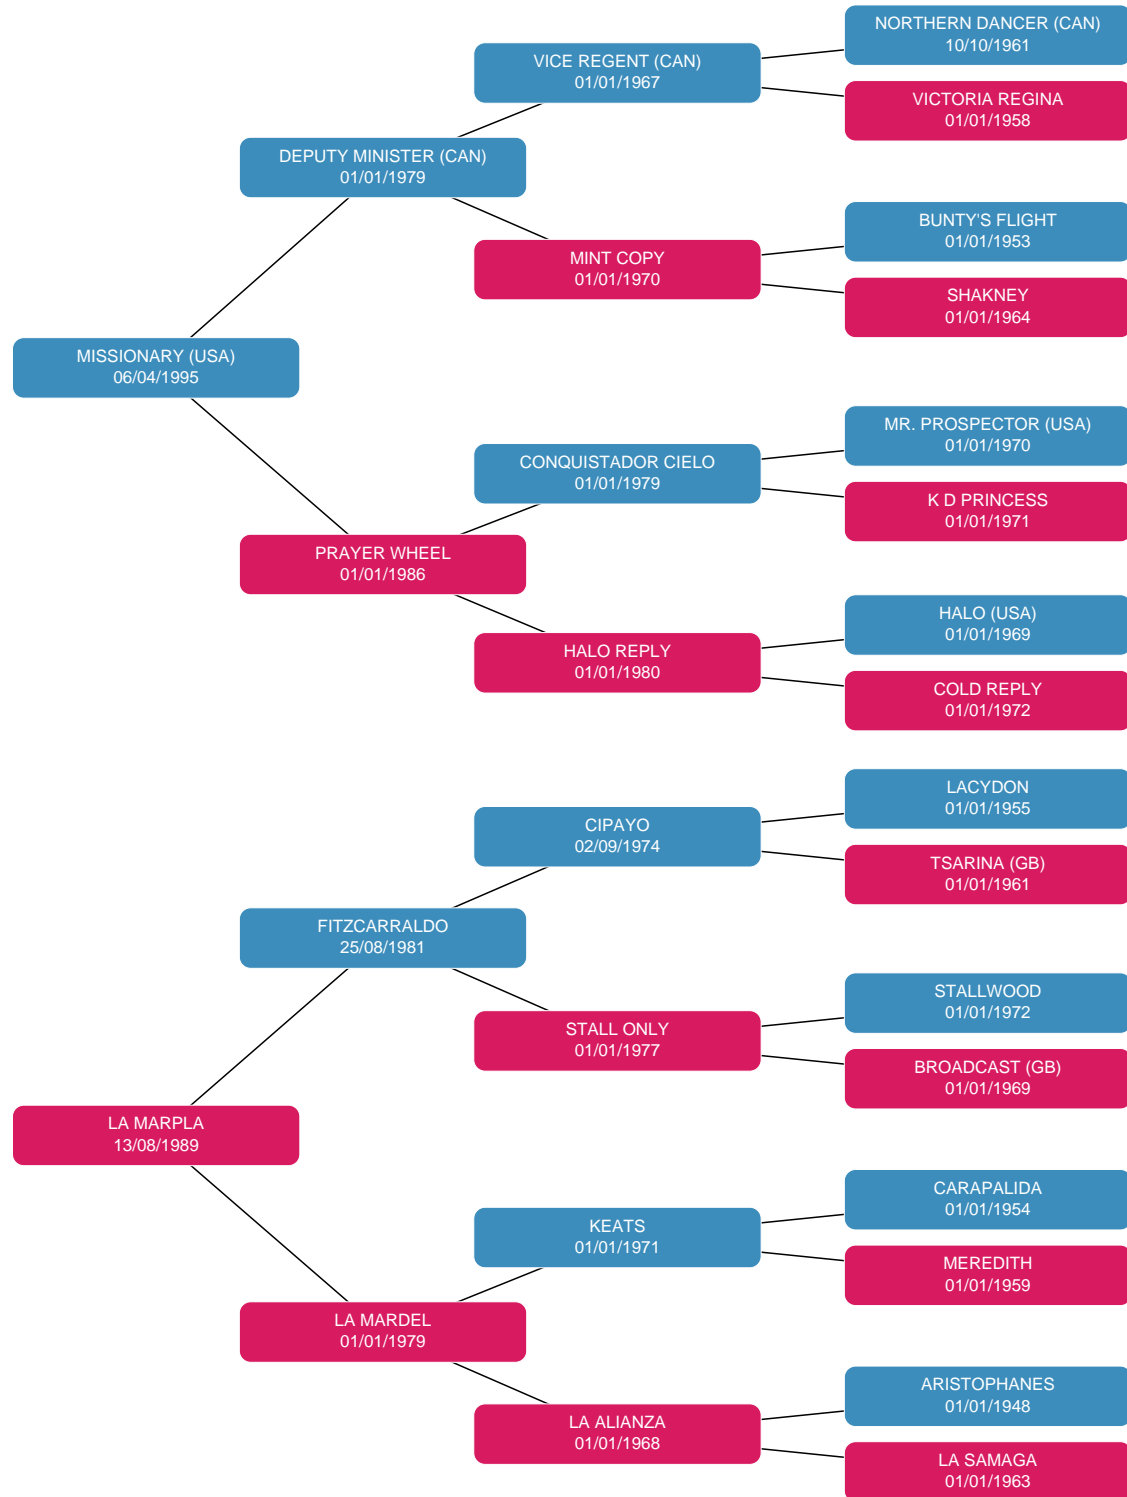 NORTHERN DANCER (CAN)
10/10/1961
VICE REGENT (CAN)
01/01/1967
VICTORIA REGINA
01/01/1958
DEPUTY MINISTER (CAN)
01/01/1979
BUNTY'S FLIGHT
01/01/1953
MINT COPY
01/01/1970
SHAKNEY
01/01/1964
MISSIONARY (USA)
06/04/1995
MR. PROSPECTOR (USA)
01/01/1970
CONQUISTADOR CIELO
01/01/1979
K D PRINCESS
01/01/1971
PRAYER WHEEL
01/01/1986
HALO (USA)
01/01/1969
HALO REPLY
01/01/1980
COLD REPLY
01/01/1972
LACYDON
01/01/1955
CIPAYO
02/09/1974
TSARINA (GB)
01/01/1961
FITZCARRALDO
25/08/1981
STALLWOOD
01/01/1972
STALL ONLY
01/01/1977
BROADCAST (GB)
01/01/1969
LA MARPLA
13/08/1989
CARAPALIDA
01/01/1954
KEATS
01/01/1971
MEREDITH
01/01/1959
LA MARDEL
01/01/1979
ARISTOPHANES
01/01/1948
LA ALIANZA
01/01/1968
LA SAMAGA
01/01/1963